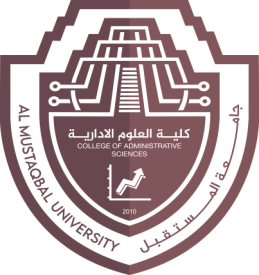 كلية العلوم الادارية
COLLEGE OF ADMINISTRATIVE
SCIENCES
2010
AL MUSTAQBAL UNIVERSITY
جامعة المستقبل